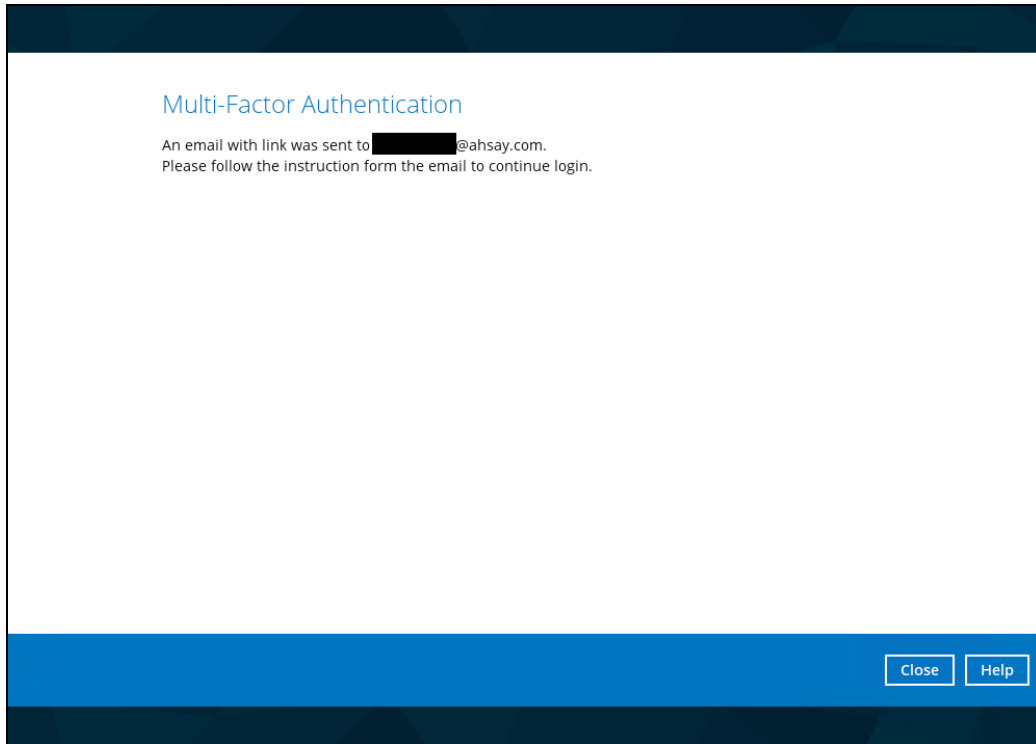 Multi-Factor Authentication
An email with link was sent to @ahsay.com.
Please follow the instruction form the email to continue login.
Close Help